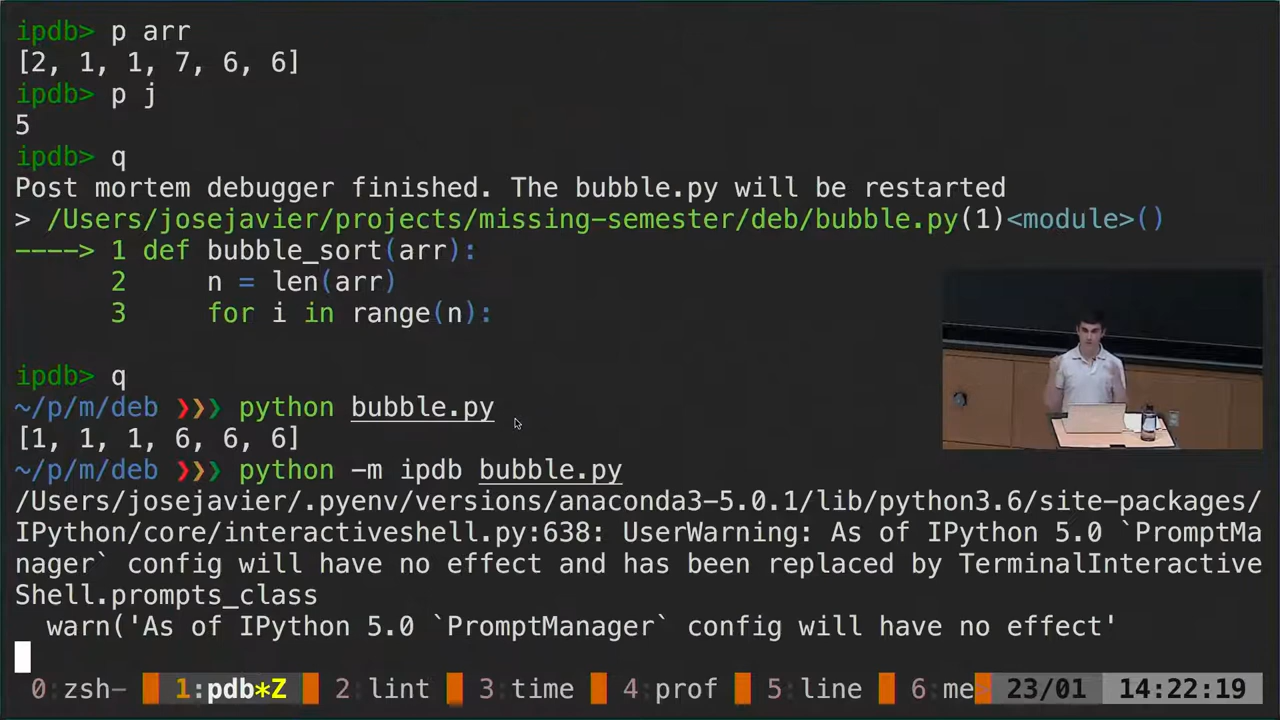 ipdb> p arr
[2, 1, 1, 7, 6, 6]
ipdb> p j
5
ipdb> q
Post mortem debugger finished. The bubble.py will be restarted
> /Users/josejavier/projects/missing-semester/deb/bubble.py(1)<module>()
----> 1 def bubble_sort(arr):
      2     n = len(arr)
      3     for i in range(n):
ipdb> q
~/p/m/deb ❯❯❯ python bubble.py
[1, 1, 1, 6, 6, 6]
~/p/m/deb ❯❯❯ python -m ipdb bubble.py
/Users/josejavier/.pyenv/versions/anaconda3-5.0.1/lib/python3.6/site-packages/
IPython/core/interactiveshell.py:638: UserWarning: As of IPython 5.0 `PromptMa
nager` config will have no effect and has been replaced by TerminalInteractive
Shell.prompts_class
  warn('As of IPython 5.0 `PromptManager` config will have no effect'
0:zsh- 1:pdb*Z 2:lint 3:time 4:prof 5:line 6:me 23/01 14:22:19